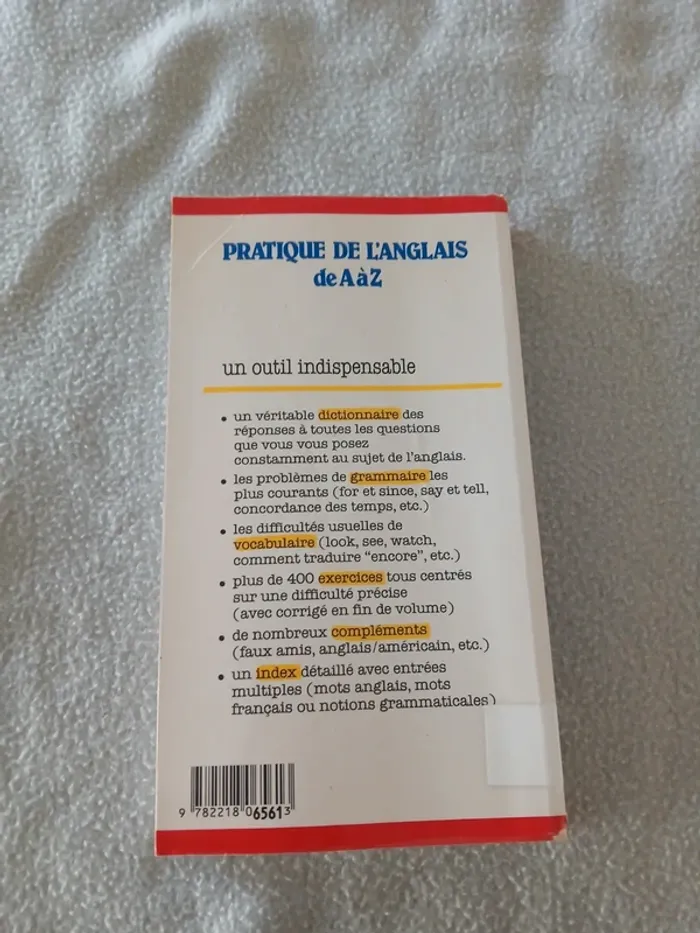 PRATIQUE DE L'ANGLAIS
de A à Z
un outil indispensable
• un véritable dictionnaire des
réponses à toutes les questions
que vous vous posez
constamment au sujet de l'anglais.
• les problèmes de grammaire les
plus courants (for et since, say et tell,
concordance des temps, etc.)
• les difficultés usuelles de
vocabulaire (look, see, watch,
comment traduire "encore", etc.)
• plus de 400 exercices tous centrés
sur une difficulté précise
(avec corrigé en fin de volume)
• de nombreux compléments
(faux amis, anglais/américain, etc.)
• un index détaillé avec entrées
multiples (mots anglais, mots
français ou notions grammaticales)
9 782218 065613